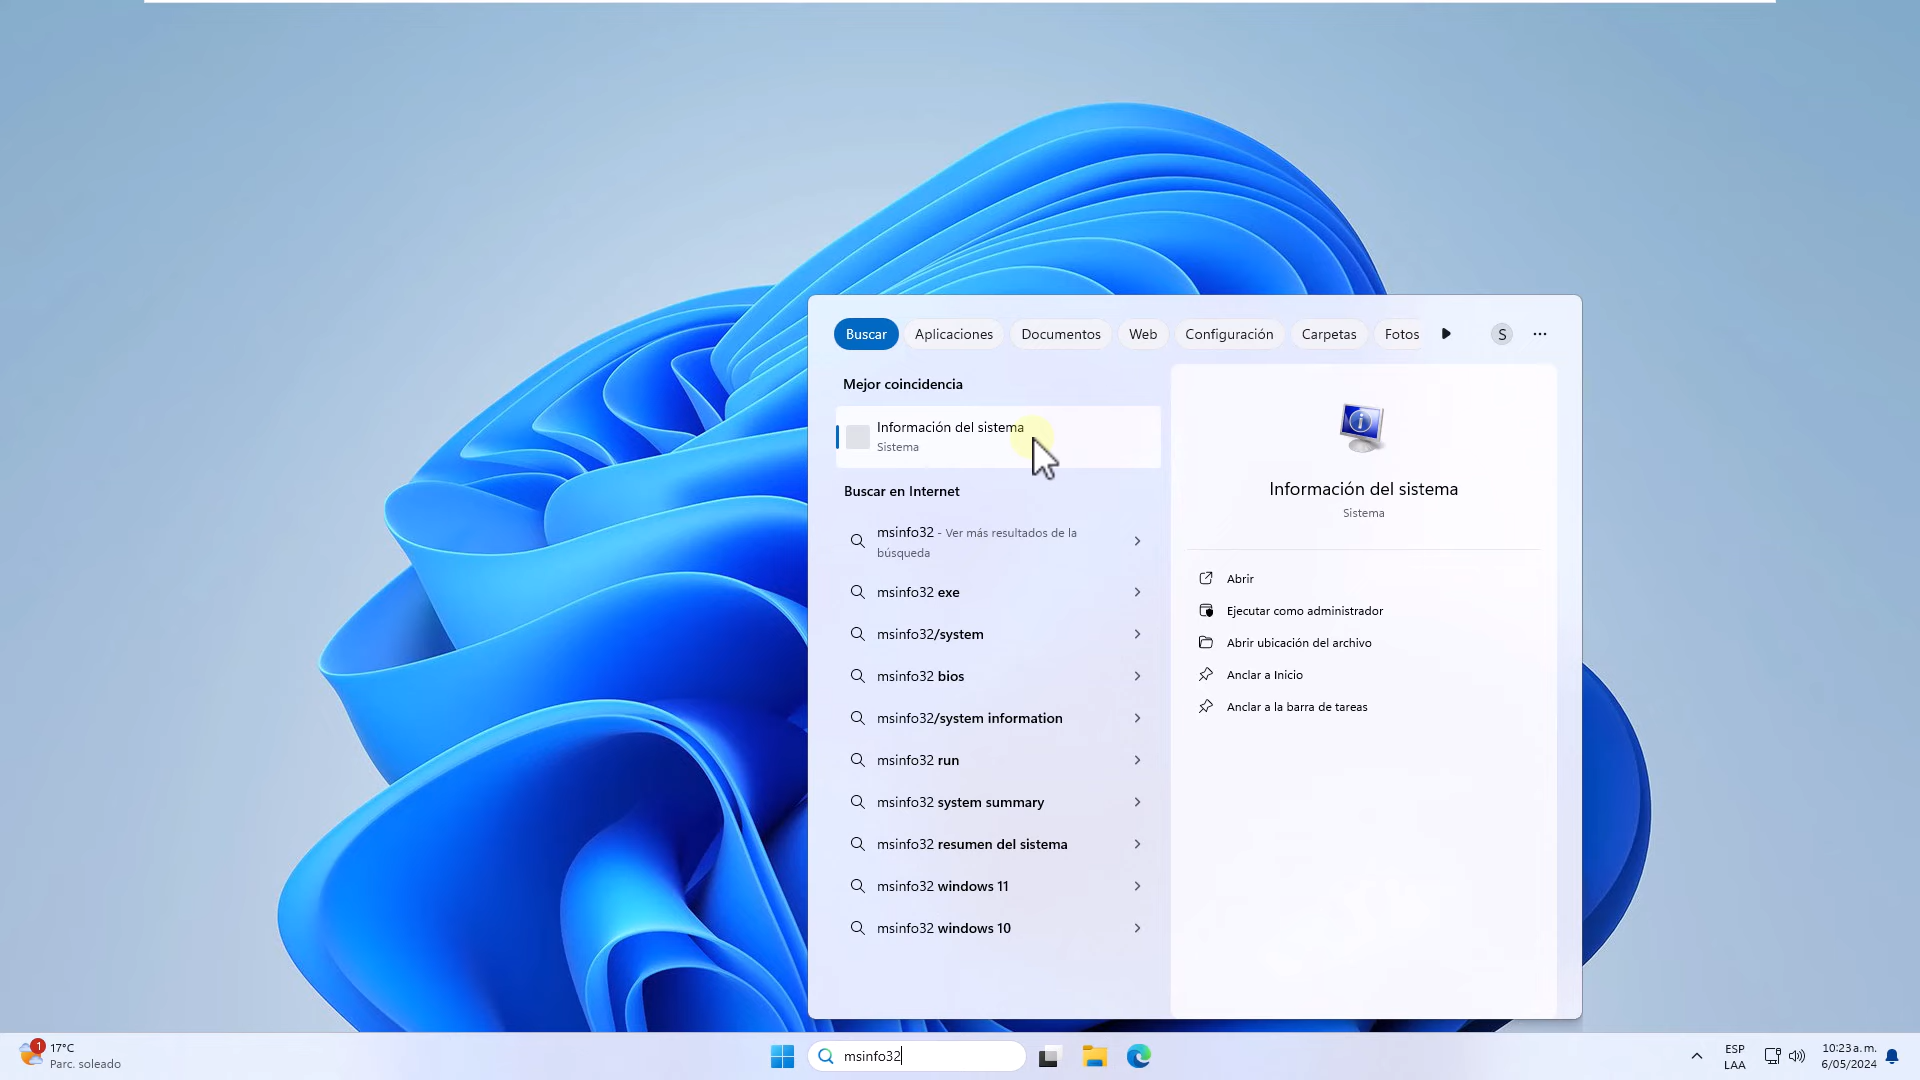 Buscar
Aplicaciones
Documentos
Web
Configuración
Carpetas
Fotos
S
Mejor coincidencia
Información del sistema
Sistema
Buscar en Internet
msinfo32 - Ver más resultados de la
búsqueda
msinfo32 exe
msinfo32/system
msinfo32 bios
msinfo32/system information
msinfo32 run
msinfo32 system summary
msinfo32 resumen del sistema
msinfo32 windows 11
msinfo32 windows 10
Información del sistema
Sistema
Abrir
Ejecutar como administrador
Abrir ubicación del archivo
Anclar a Inicio
Anclar a la barra de tareas
1
17°C
Parc. soleado
msinfo32
ESP
LAA
10:23 a. m.
6/05/2024